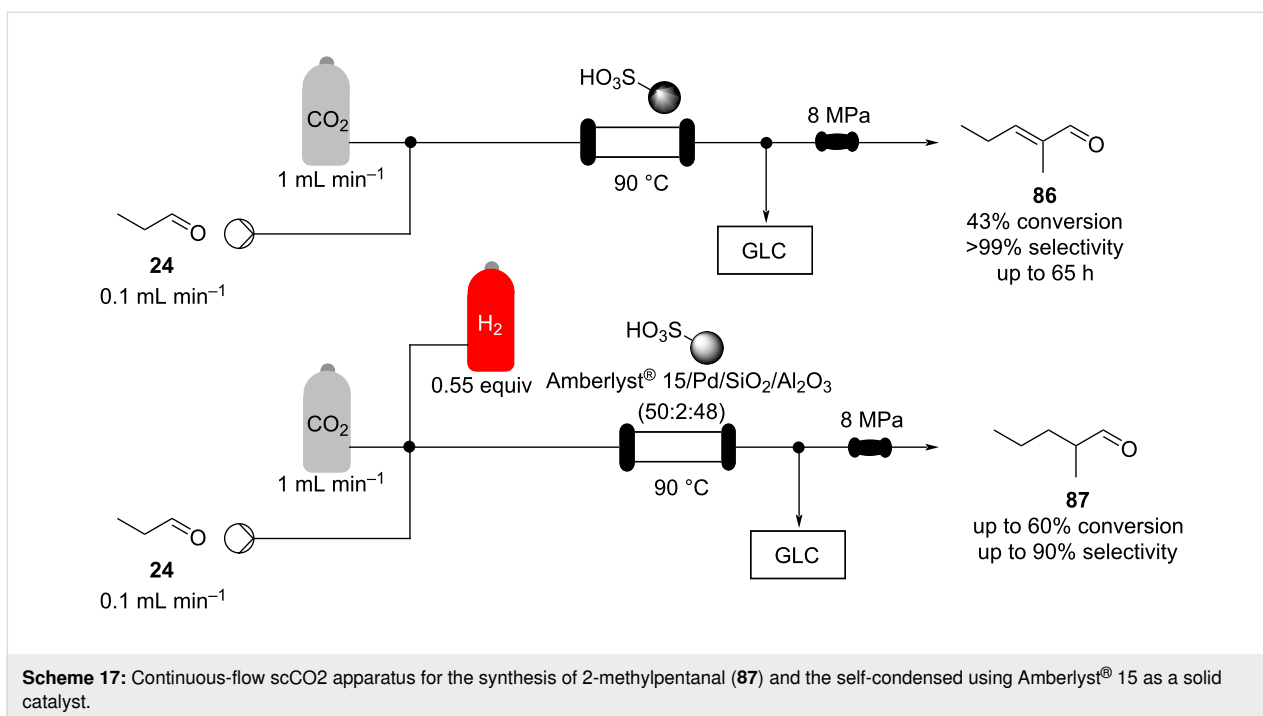 HO₃S
CO₂
8 MPa
O
1 mL min⁻¹
90 °C
86
43% conversion
>99% selectivity
up to 65 h
O
GLC
24
0.1 mL min⁻¹
H₂
HO₃S
0.55 equiv
Amberlyst® 15/Pd/SiO₂/Al₂O₃
(50:2:48)
CO₂
8 MPa
O
1 mL min⁻¹
90 °C
87
up to 60% conversion
up to 90% selectivity
O
GLC
24
0.1 mL min⁻¹
Scheme 17: Continuous-flow scCO2 apparatus for the synthesis of 2-methylpentanal (87) and the self-condensed using Amberlyst® 15 as a solid
catalyst.